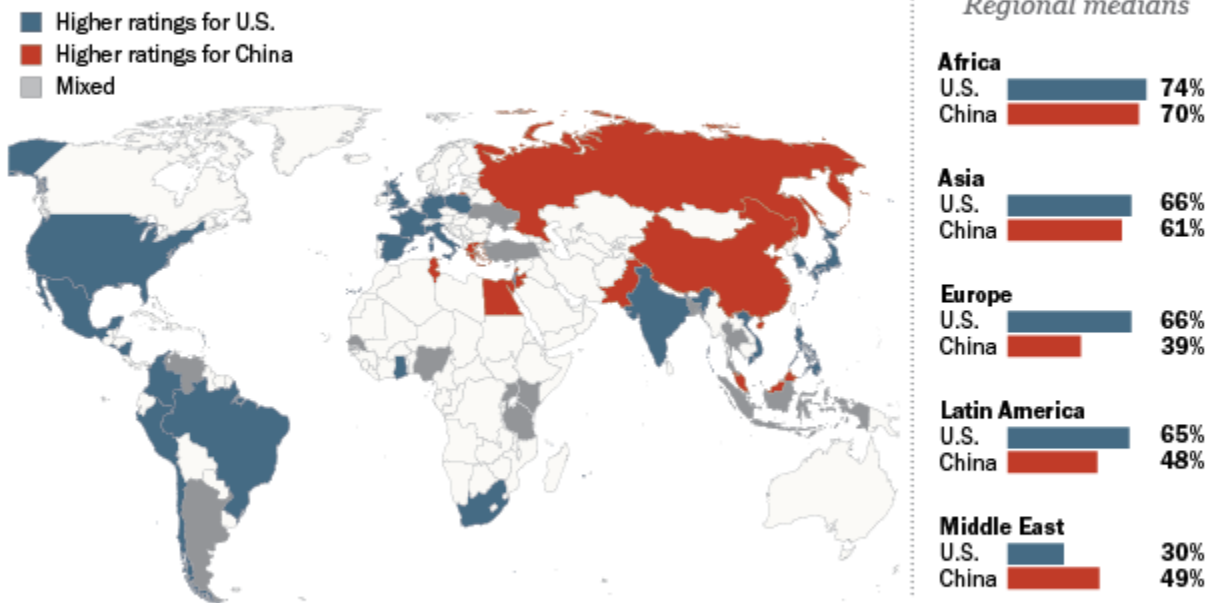 Higher ratings for U.S.
Higher ratings for China
Mixed
Regional medians
Africa
U.S. 74%
China 70%
Asia
U.S. 66%
China 61%
Europe
U.S. 66%
China 39%
Latin America
U.S. 65%
China 48%
Middle East
U.S. 30%
China 49%